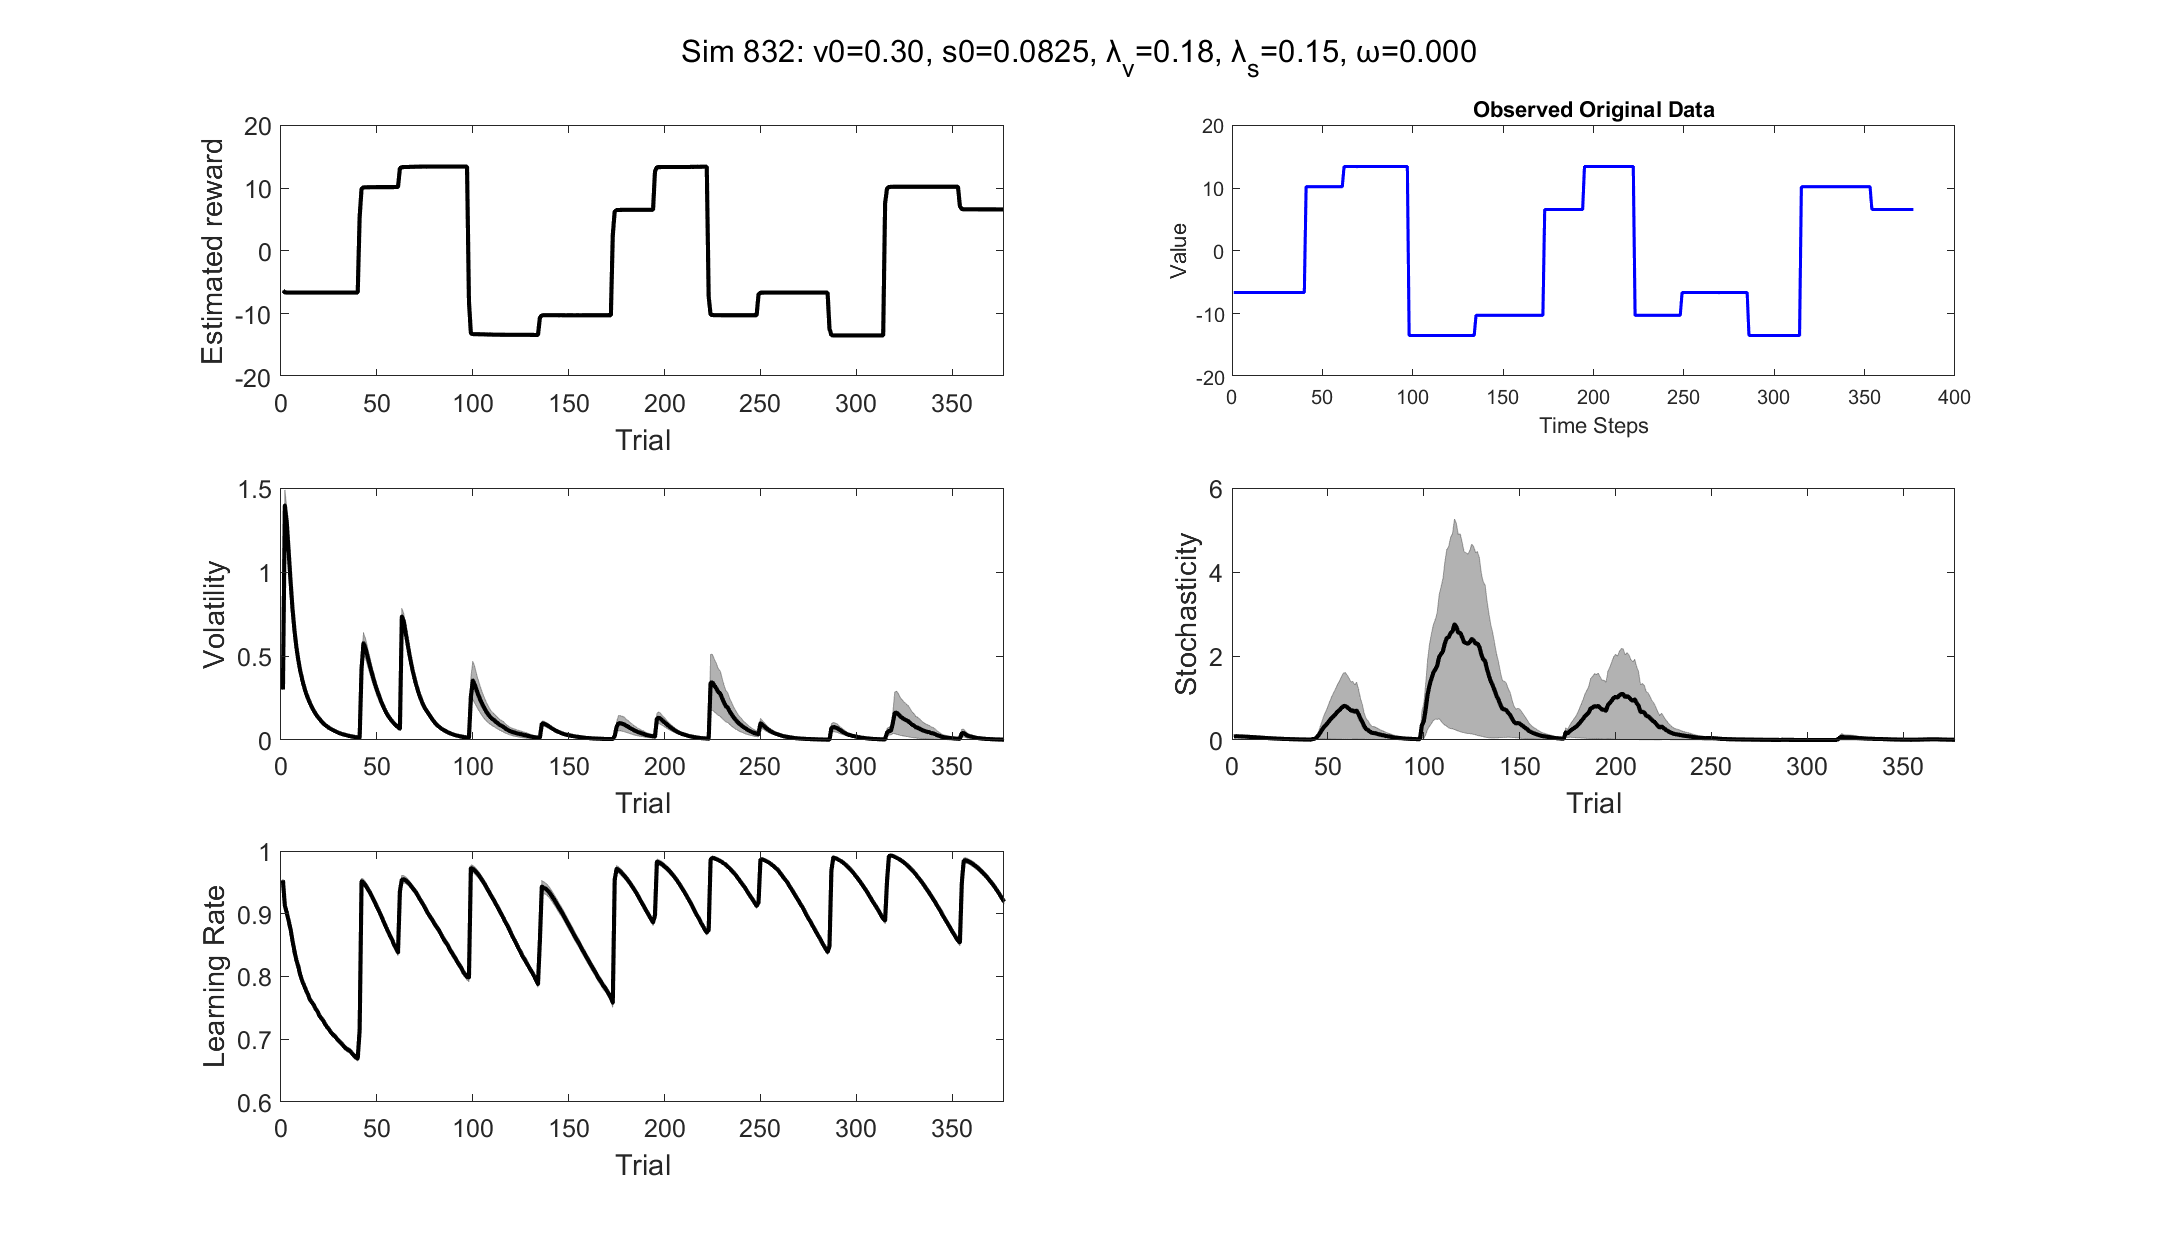 Sim 832: v0=0.30, s0=0.0825, λv=0.18, λs=0.15, ω=0.000
Estimated reward
20
10
0
-10
-20
0 50 100 150 200 250 300 350
Trial
Observed Original Data
Value
20
10
0
-10
-20
0 50 100 150 200 250 300 350 400
Time Steps
Volatility
1.5
1
0.5
0
0 50 100 150 200 250 300 350
Trial
Stochasticity
6
4
2
0
0 50 100 150 200 250 300 350
Trial
Learning Rate
1
0.9
0.8
0.7
0.6
0 50 100 150 200 250 300 350
Trial